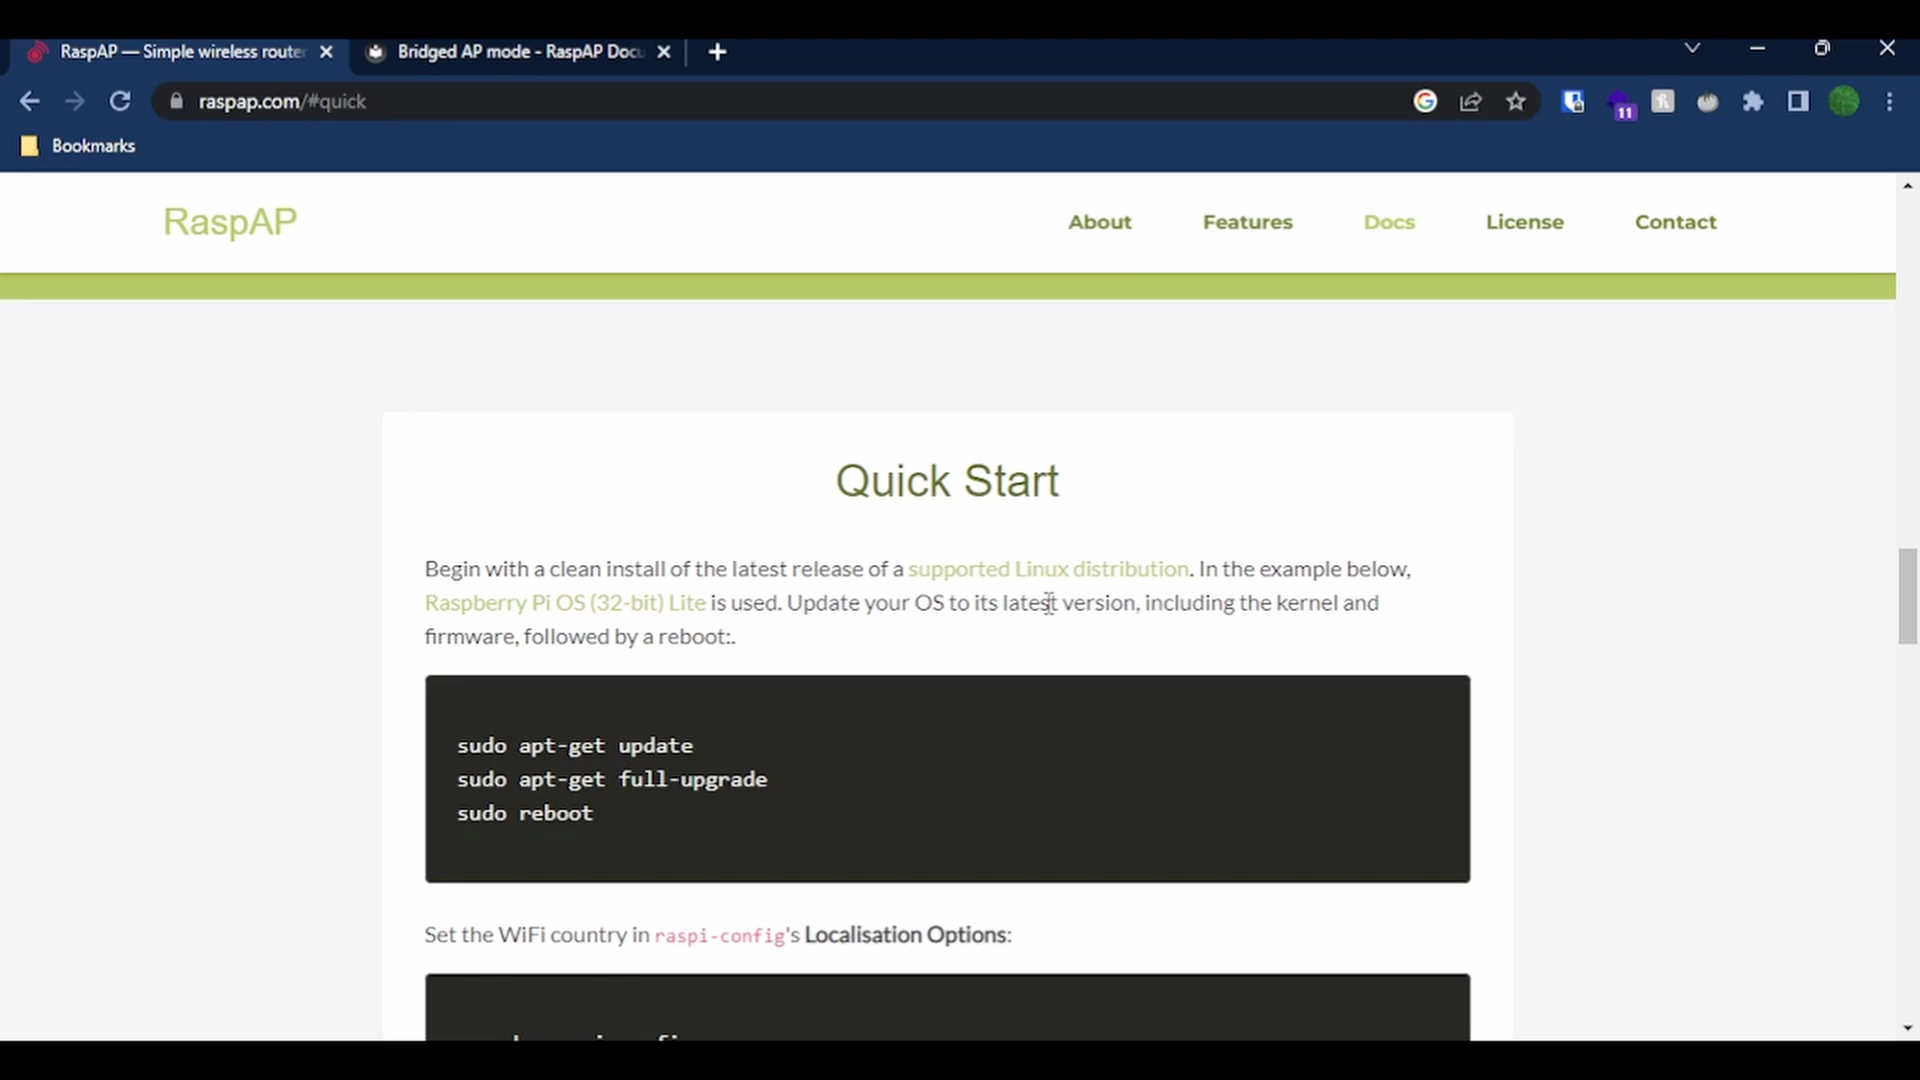 RaspAP — Simple wireless router
Bridged AP mode - RaspAP Docu
raspap.com/#quick
11
Bookmarks
RaspAP
About
Features
Docs
License
Contact
Quick Start
Begin with a clean install of the latest release of a supported Linux distribution. In the example below,
Raspberry Pi OS (32-bit) Lite is used. Update your OS to its latest version, including the kernel and
firmware, followed by a reboot:.
sudo apt-get update
sudo apt-get full-upgrade
sudo reboot
Set the WiFi country in raspi-config's Localisation Options: